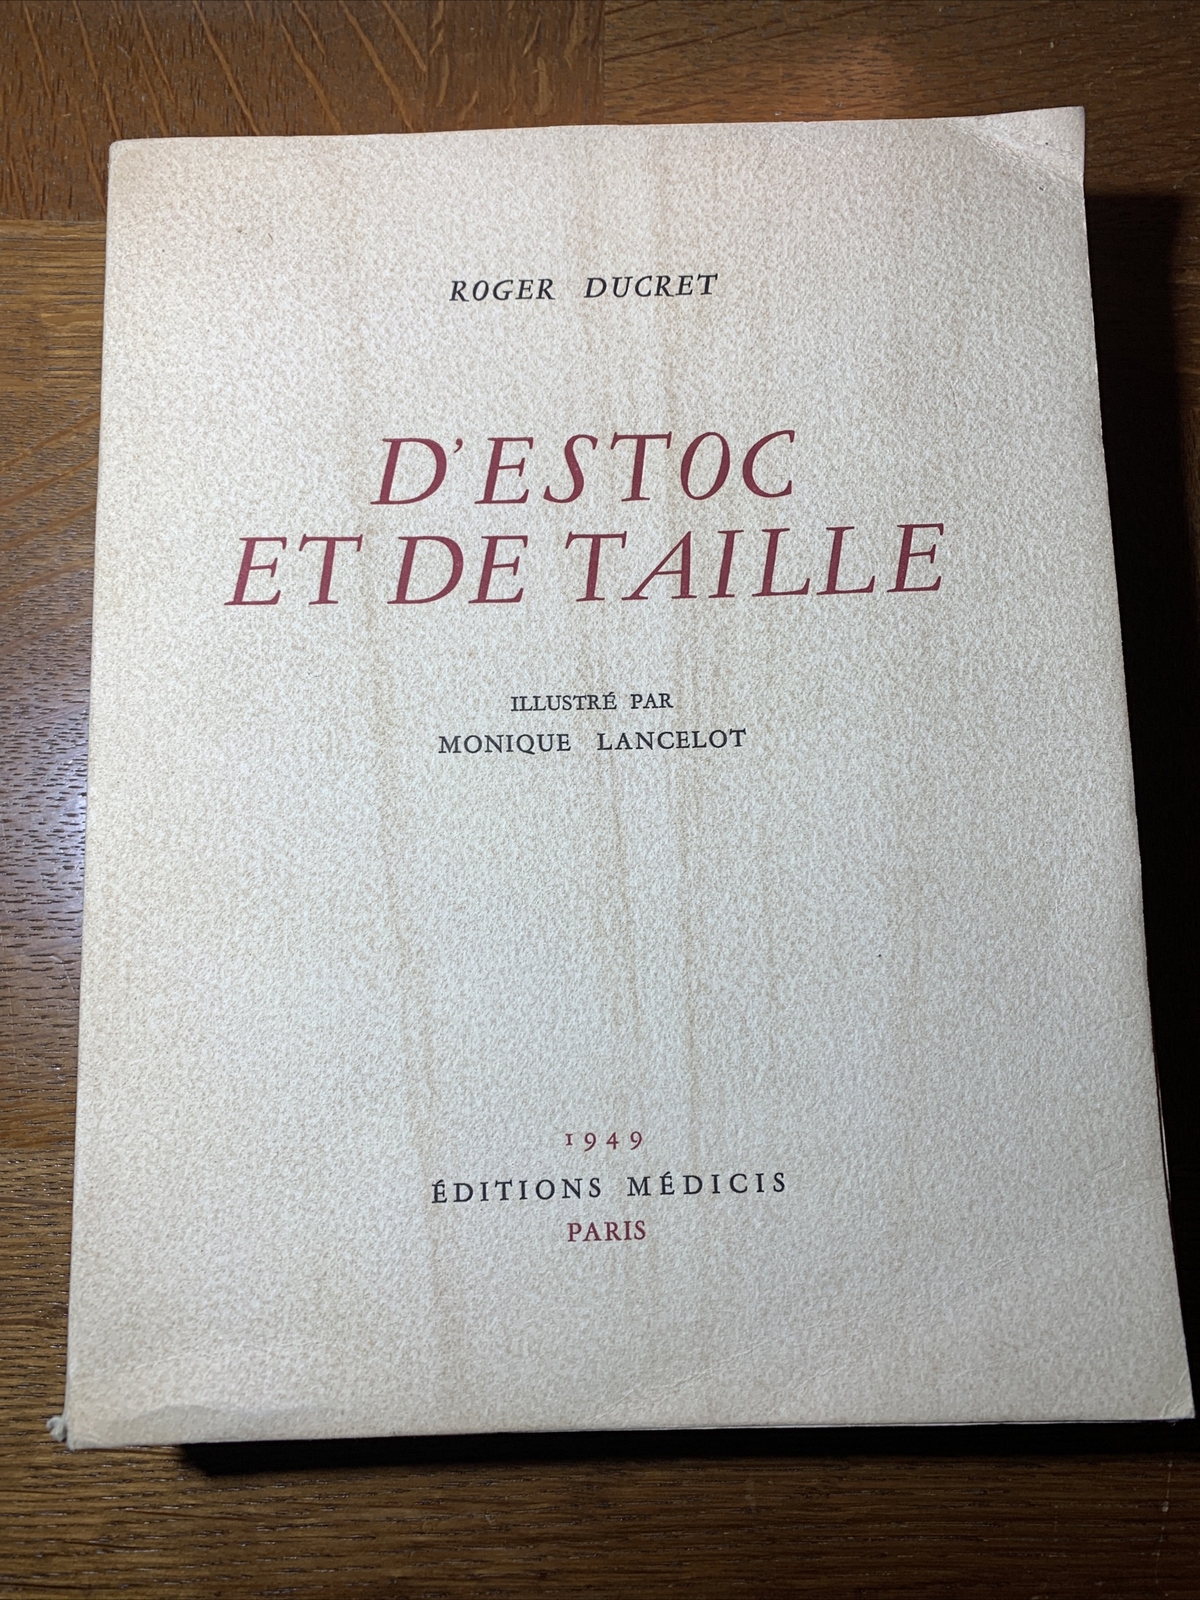 ROGER DUCRET
D'ESTOC
ET DE TAILLE
ILLUSTRÉ PAR
MONIQUE LANCELOT
1949
ÉDITIONS MÉDICIS
PARIS